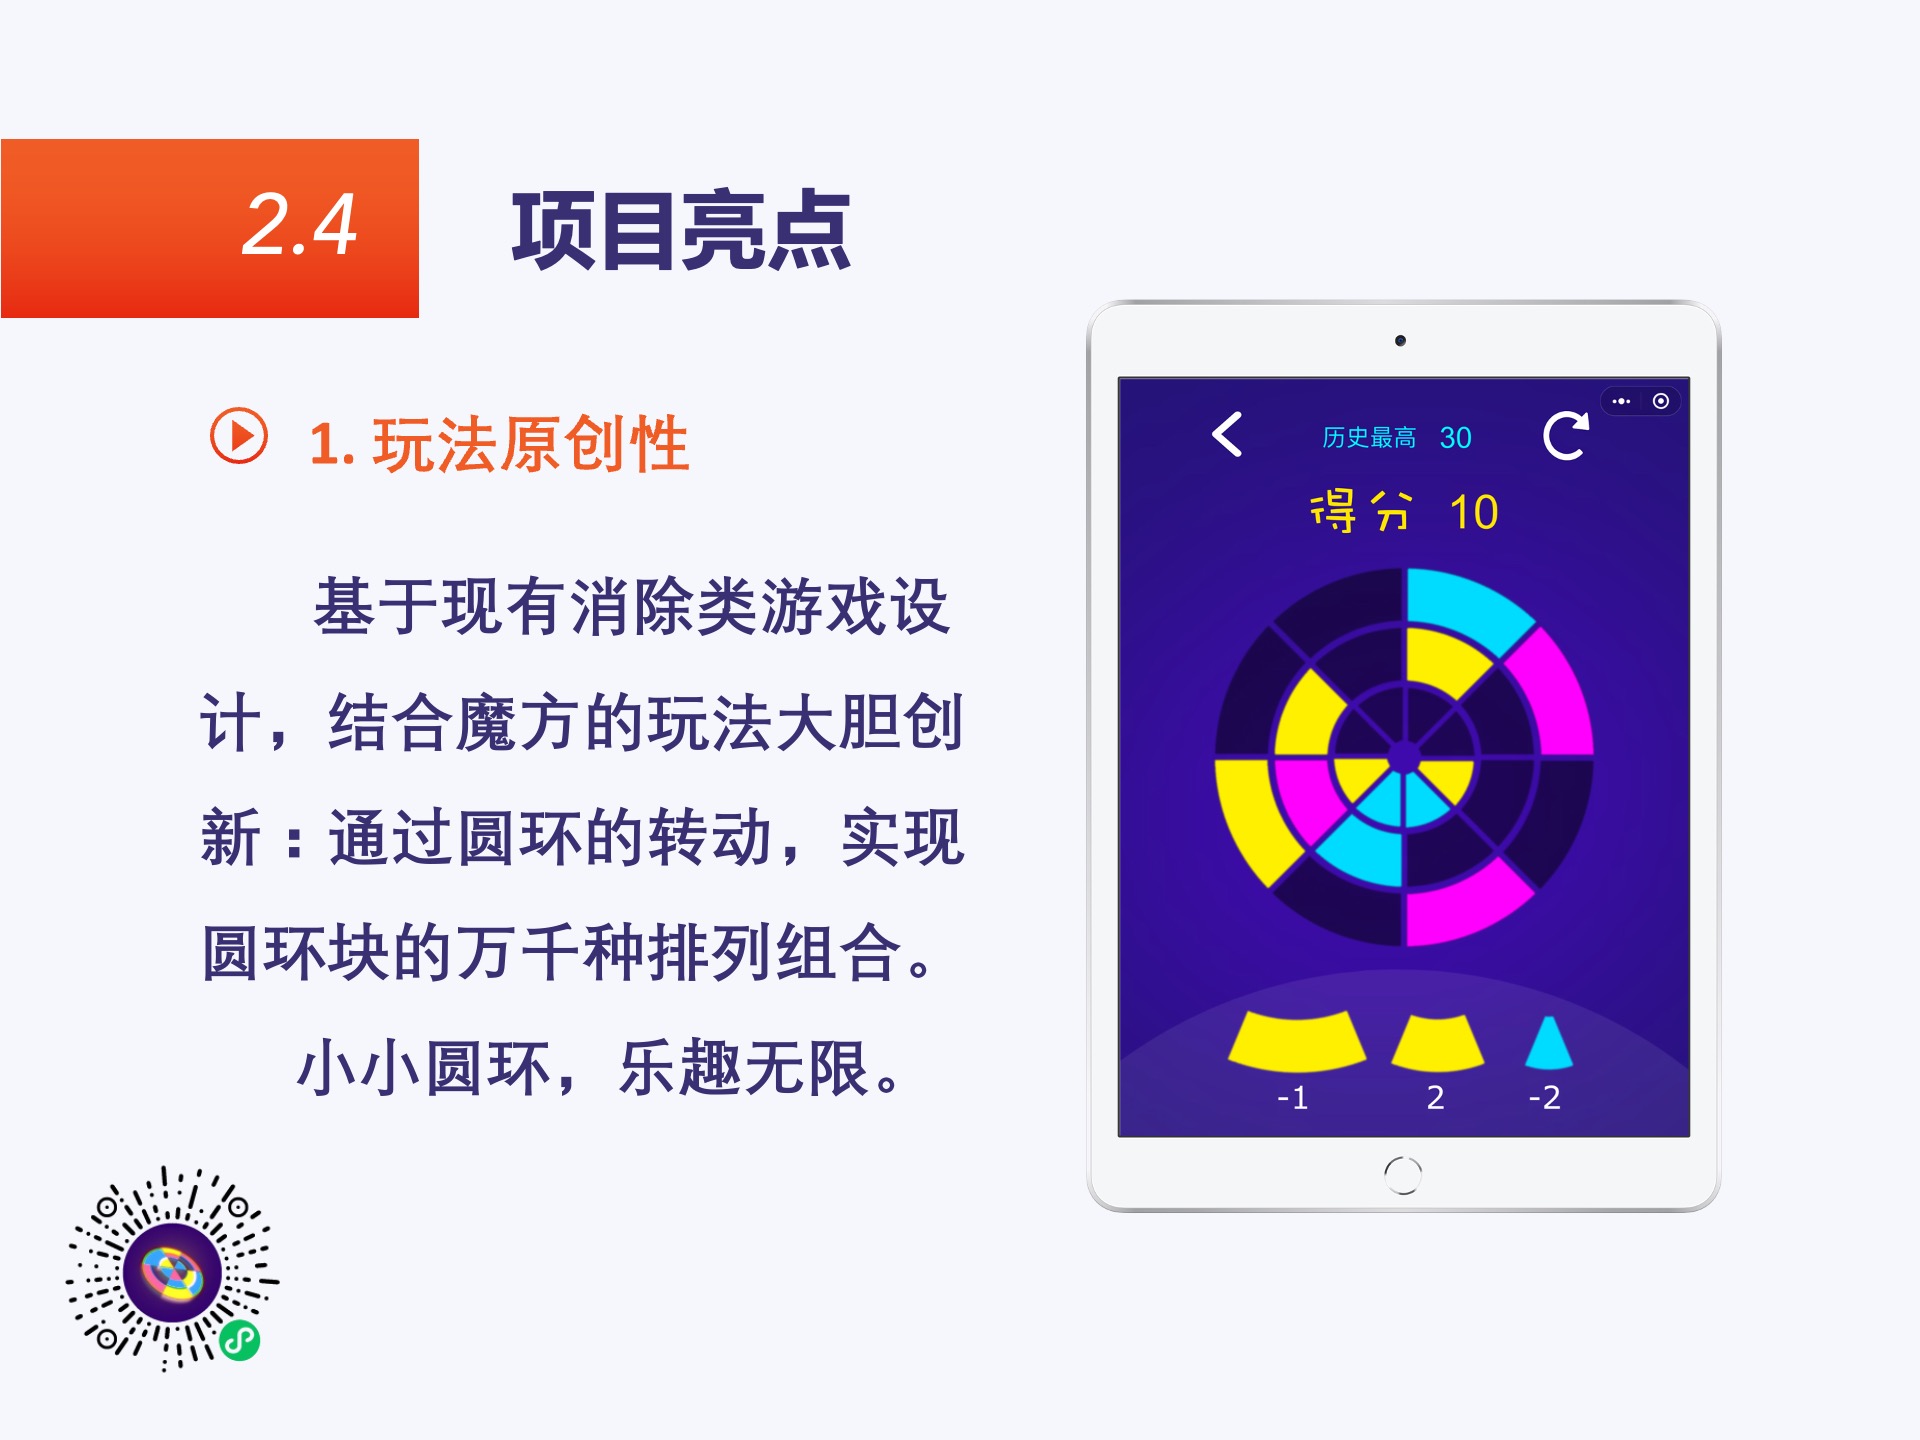 2.4
项目亮点
1. 玩法原创性
基于现有消除类游戏设
计，结合魔方的玩法大胆创
新：通过圆环的转动，实现
圆环块的万千种排列组合。
小小圆环，乐趣无限。
历史最高 30
得分 10
-1 2 -2